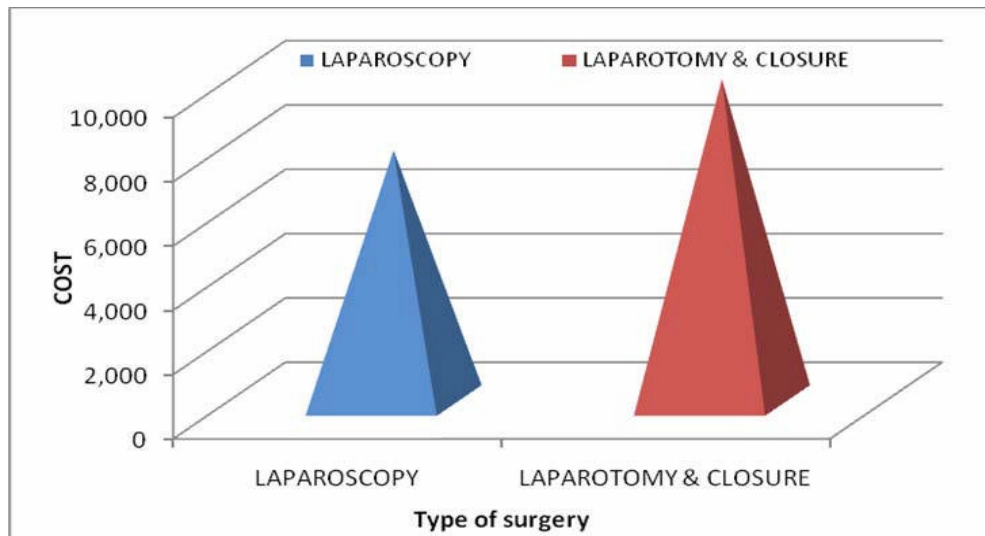 LAPAROSCOPY LAPAROTOMY & CLOSURE
10,000
8,000
6,000
4,000
2,000
0
COST
LAPAROSCOPY LAPAROTOMY & CLOSURE
Type of surgery